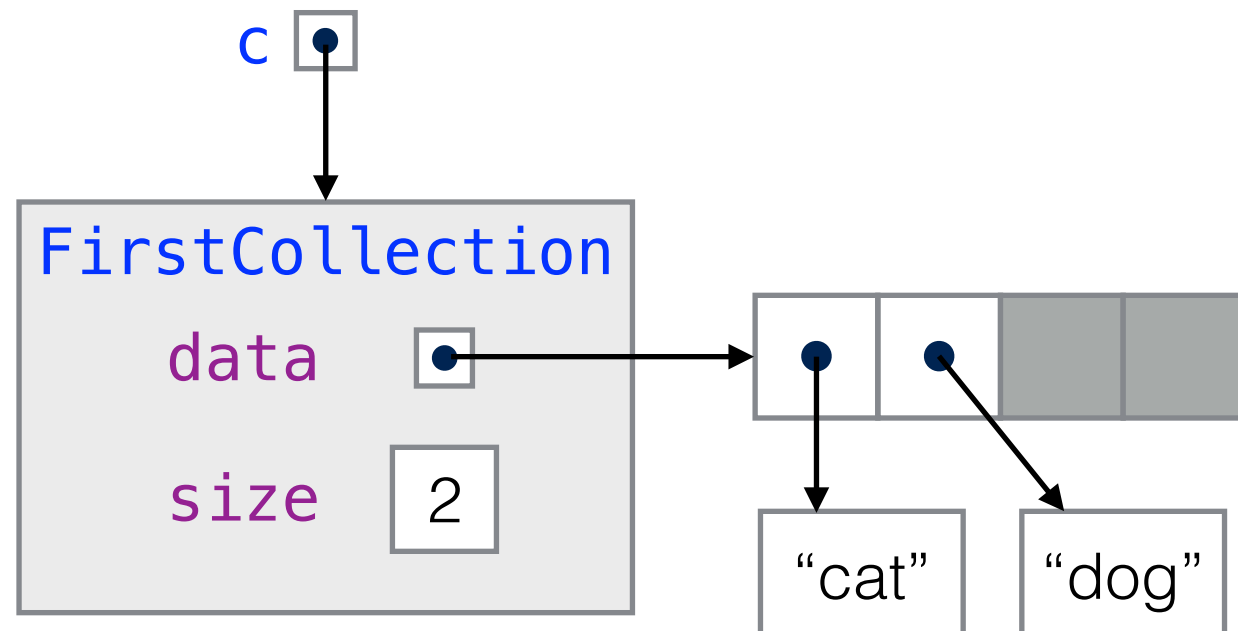 c
FirstCollection
data
size 2
“cat” “dog”